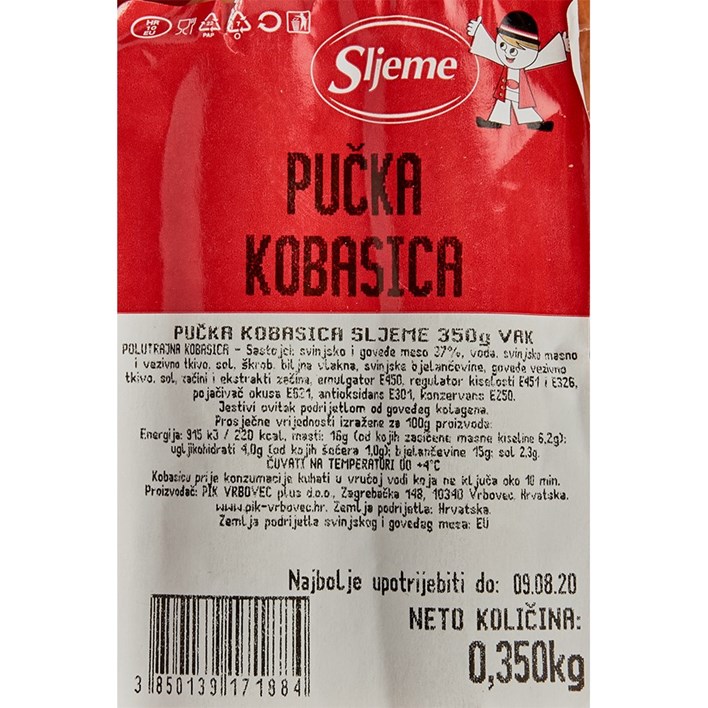 HR
10
EU
22
PAP
7
Sljeme
PUČKA
KOBASICA
PUČKA KOBASICA SLJEME 350g VAK
POLUTRAJNA KOBASICA - Sastojci: svinjsko i goveđe meso 37%, voda, svinjsko masno
i vezivno tkivo, sol, škrob, biljna vlakna, svinjske bjelančevine, goveđe vezivno
tkivo, sol, začini i ekstrakti začina, emulgator E450, regulator kiselosti E451 i E326,
pojačivač okusa E621, antioksidans E301, konzervans E250.
Jestivi ovitak podrijetlom od goveđeg kolagena.
Prosječne vrijednosti izražene za 100g proizvoda:
Energija: 915 kJ / 220 kcal, masti: 16g (od kojih zasićene masne kiseline 6,2g);
ugljikohidrati 4,0g (od kojih šećera 1,0g); bjelančevine 15g; sol 2,3g.
ČUVATI NA TEMPERATURI DO +4°C
Kobasicu prije konzumacije kuhati u vrućoj vodi koja ne ključa oko 10 min.
Proizvođač: PIK VRBOVEC plus d.o.o., Zagrebačka 148, 10340 Vrbovec, Hrvatska.
www.pik-vrbovec.hr. Zemlja podrijetla: Hrvatska.
Zemlja podrijetla svinjskog i goveđeg mesa: EU
Najbolje upotrijebiti do: 09.08.20
NETO KOLIČINA:
0,350kg
3 850139 171884